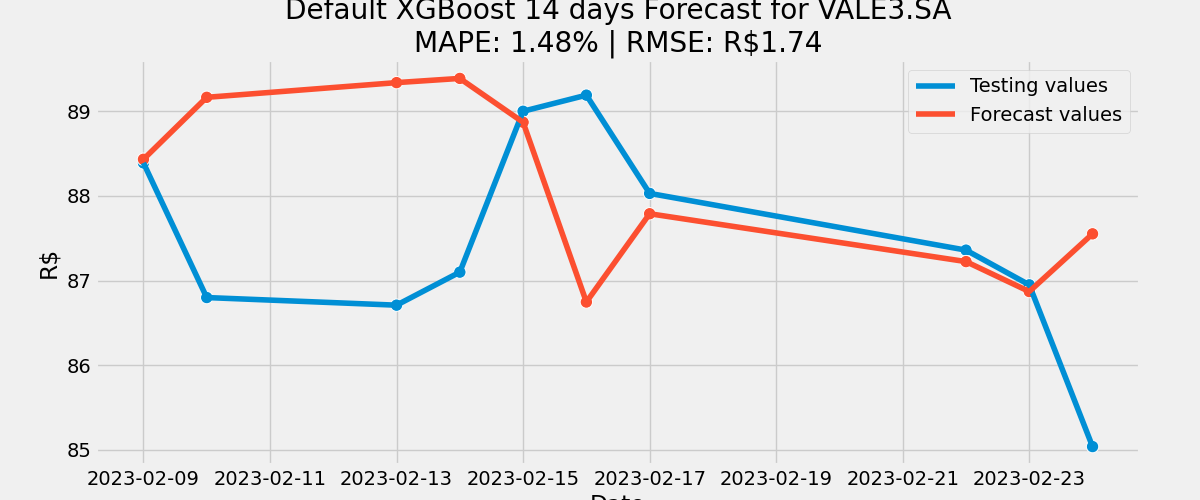 Default XGBoost 14 days Forecast for VALE3.SA
MAPE: 1.48% | RMSE: R$1.74
Testing values
Forecast values
R$
89
88
87
86
85
2023-02-09 2023-02-11 2023-02-13 2023-02-15 2023-02-17 2023-02-19 2023-02-21 2023-02-23
Date